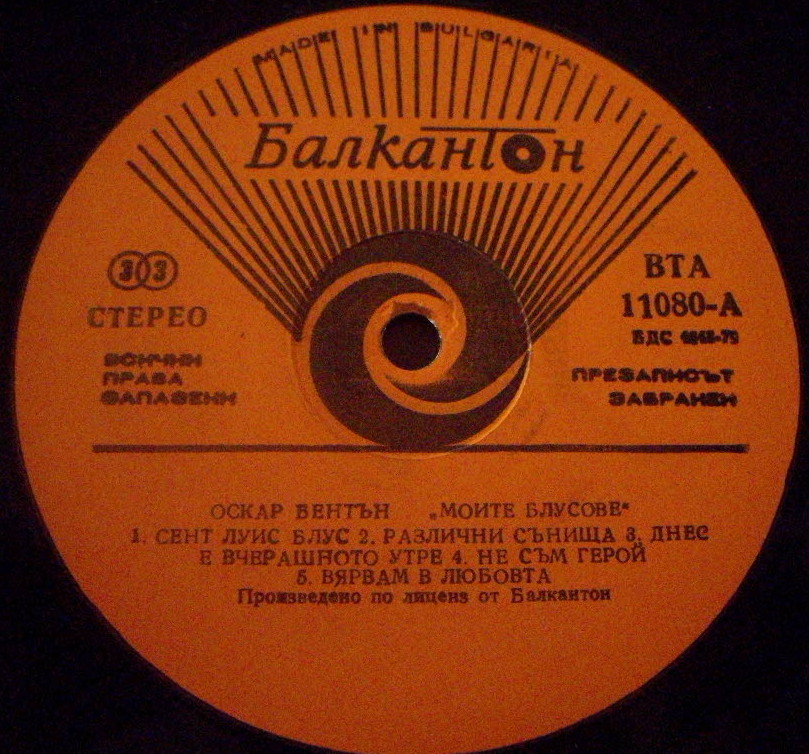 MADE IN BULGARIA
Балкантон
33
СТЕРЕО
ВСИЧКИ
ПРАВА
ЗАПАЗЕНИ
ВТА
11080-А
БДС
ПРЕЗАПИСЪТ
ЗАБРАНЕН
ОСКАР БЕНТЪН „МОИТЕ БЛУСОВЕ"
1. СЕНТ ЛУИС БЛУС 2. РАЗЛИЧНИ СЪНИЩА 3. ДНЕС
Е ВЧЕРАШНОТО УТРЕ 4. НЕ СЪМ ГЕРОЙ
5. ВЯРВАМ В ЛЮБОВТА
Произведено по лиценз от Балкантон